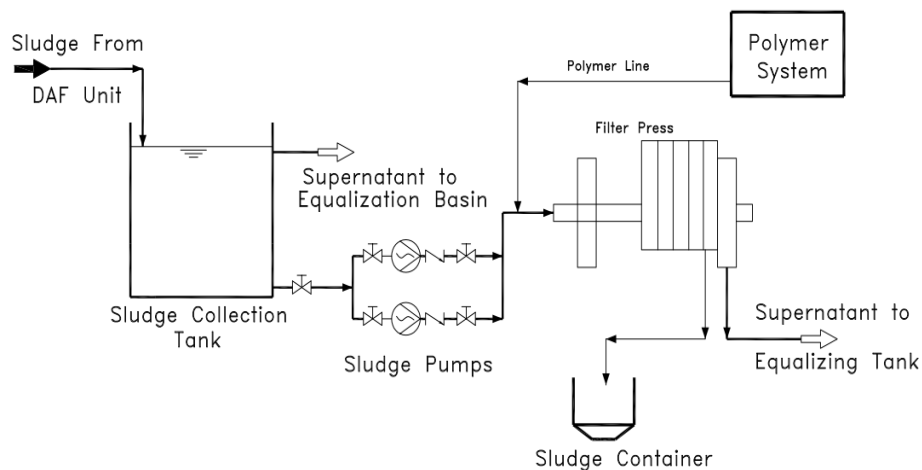 Sludge From
DAF Unit
Polymer
System
Polymer Line
Filter Press
Supernatant to
Equalization Basin
Sludge Collection
Tank
Sludge Pumps
Supernatant to
Equalizing Tank
Sludge Container